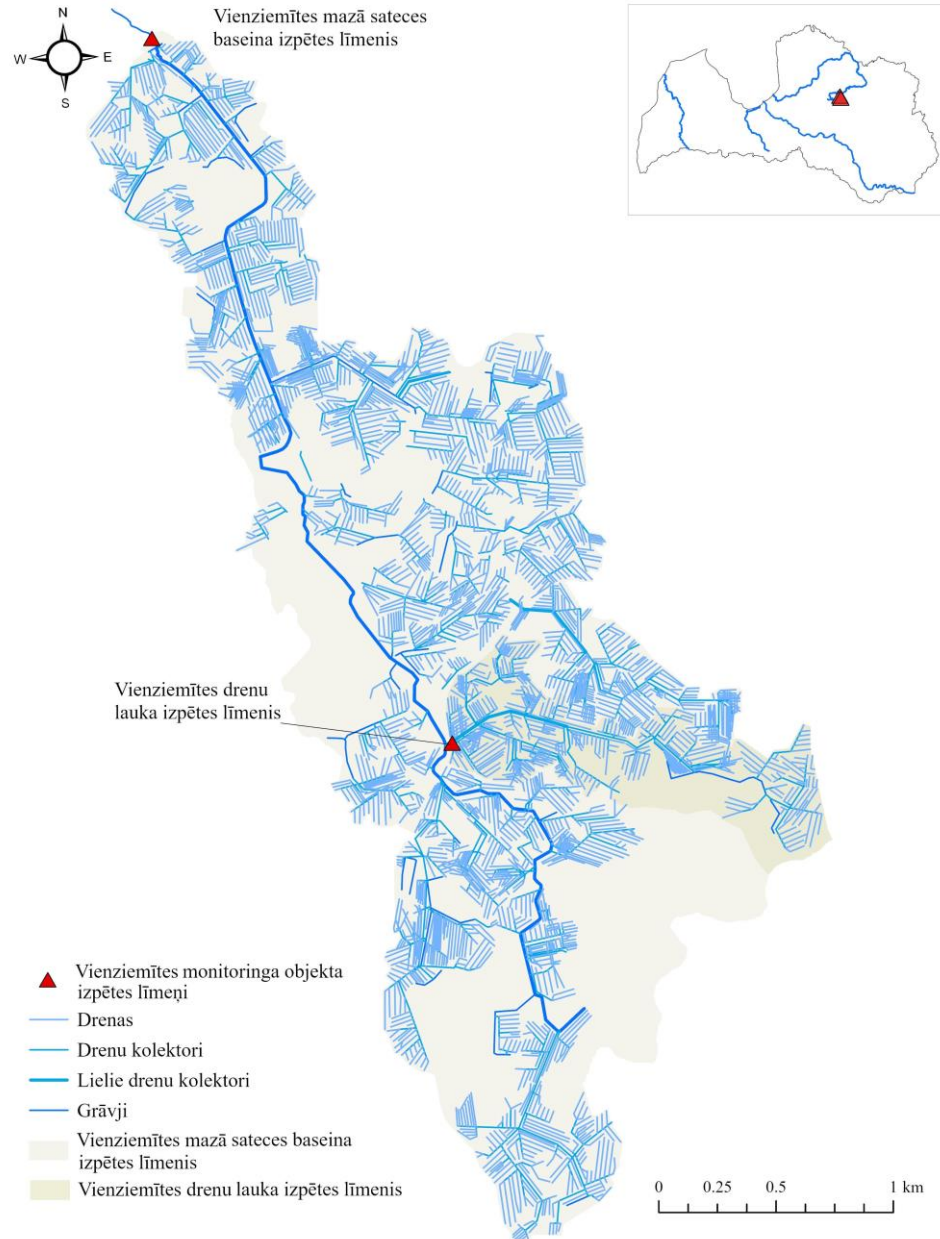 Vienziemītes mazā sateces
baseina izpētes līmenis
N
W
E
S
Vienziemītes drenu
lauka izpētes līmenis
Vienziemītes monitoringa objekta
izpētes līmeņi
Drenas
Drenu kolektori
Lielie drenu kolektori
Grāvji
Vienziemītes mazā sateces baseina
izpētes līmenis
Vienziemītes drenu lauka izpētes līmenis
0 0.25 0.5 1 km